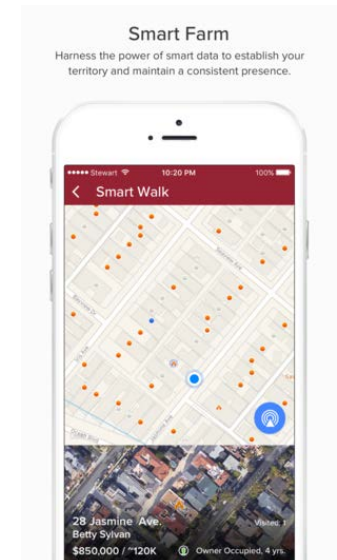 Smart Farm
Harness the power of smart data to establish your
territory and maintain a consistent presence.
Stewart 10:20 PM 100%
Smart Walk
28 Jasmine Ave.
Visited: 1
Betty Sylvan
$850,000 / ~120K Owner Occupied, 4 yrs.